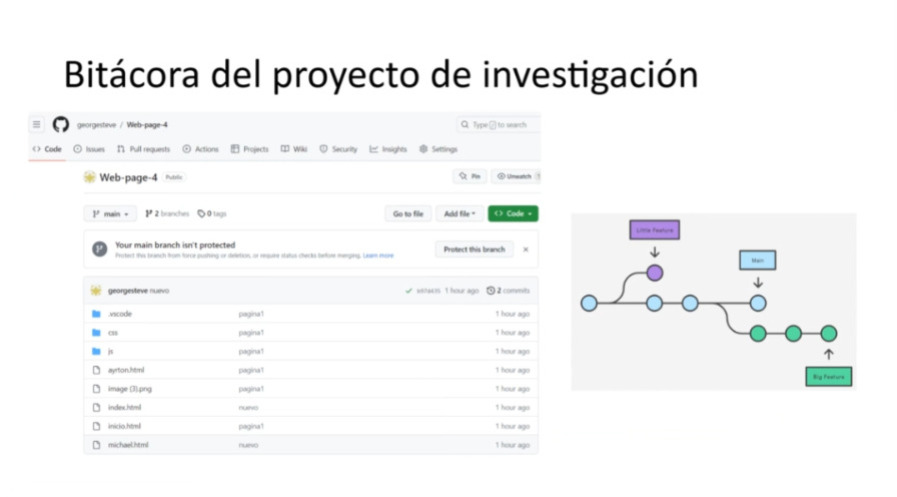 Bitácora del proyecto de investigación
georgesteve / Web-page-4
Type / to search
Code Issues Pull requests Actions Projects Wiki Security Insights Settings
Web-page-4 Public
Pin Unwatch 1
main 2 branches 0 tags
Go to file Add file Code
Your main branch isn't protected
Protect this branch from force pushing or deletion, or require status checks before merging. Learn more
Protect this branch
georgesteve nuevo
1 hour ago 2 commits
.vscode pagina1 1 hour ago
css pagina1 1 hour ago
js pagina1 1 hour ago
ayrton.html pagina1 1 hour ago
image (3).png pagina1 1 hour ago
index.html nuevo 1 hour ago
inicio.html pagina1 1 hour ago
michael.html nuevo 1 hour ago
Little Feature
Main
Big Feature